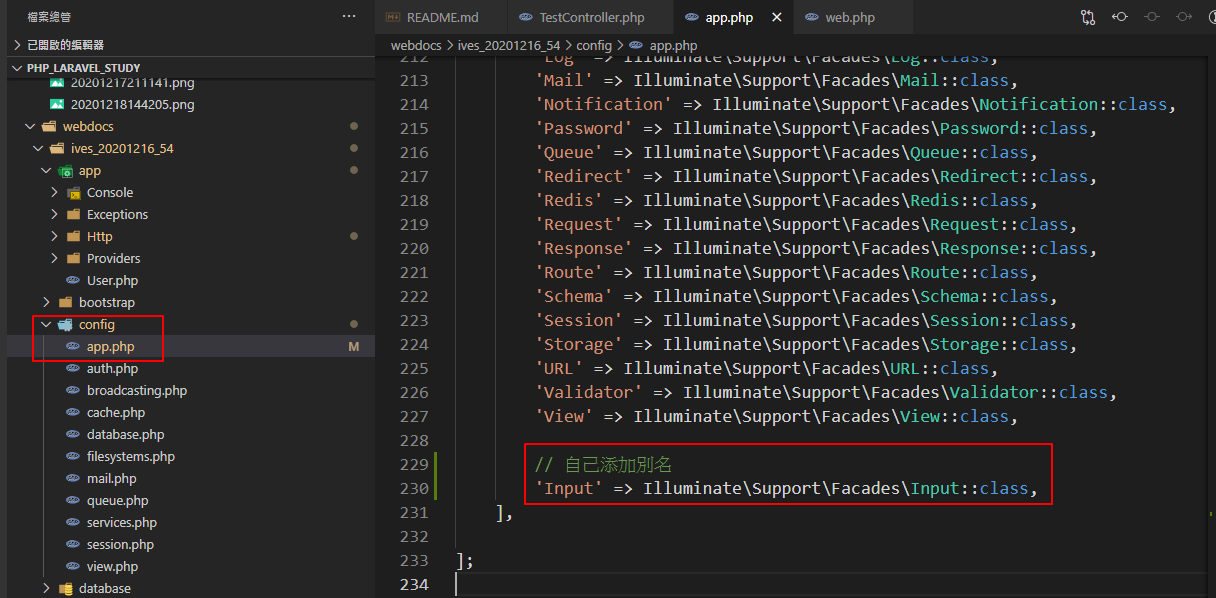 檔案總管
···
已開啟的編輯器
PHP_LARAVEL_STUDY
20201217211141.png
20201218144205.png
webdocs
ives_20201216_54
app
Console
Exceptions
Http
Providers
User.php
bootstrap
config
app.php M
auth.php
broadcasting.php
cache.php
database.php
filesystems.php
mail.php
queue.php
services.php
session.php
view.php
database
README.md TestController.php app.php web.php
webdocs > ives_20201216_54 > config > app.php
212 'Log' => Illuminate\Support\Facades\Log::class,
213 'Mail' => Illuminate\Support\Facades\Mail::class,
214 'Notification' => Illuminate\Support\Facades\Notification::class,
215 'Password' => Illuminate\Support\Facades\Password::class,
216 'Queue' => Illuminate\Support\Facades\Queue::class,
217 'Redirect' => Illuminate\Support\Facades\Redirect::class,
218 'Redis' => Illuminate\Support\Facades\Redis::class,
219 'Request' => Illuminate\Support\Facades\Request::class,
220 'Response' => Illuminate\Support\Facades\Response::class,
221 'Route' => Illuminate\Support\Facades\Route::class,
222 'Schema' => Illuminate\Support\Facades\Schema::class,
223 'Session' => Illuminate\Support\Facades\Session::class,
224 'Storage' => Illuminate\Support\Facades\Storage::class,
225 'URL' => Illuminate\Support\Facades\URL::class,
226 'Validator' => Illuminate\Support\Facades\Validator::class,
227 'View' => Illuminate\Support\Facades\View::class,
228
229 // 自己添加別名
230 'Input' => Illuminate\Support\Facades\Input::class,
231 ],
232
233 ];
234